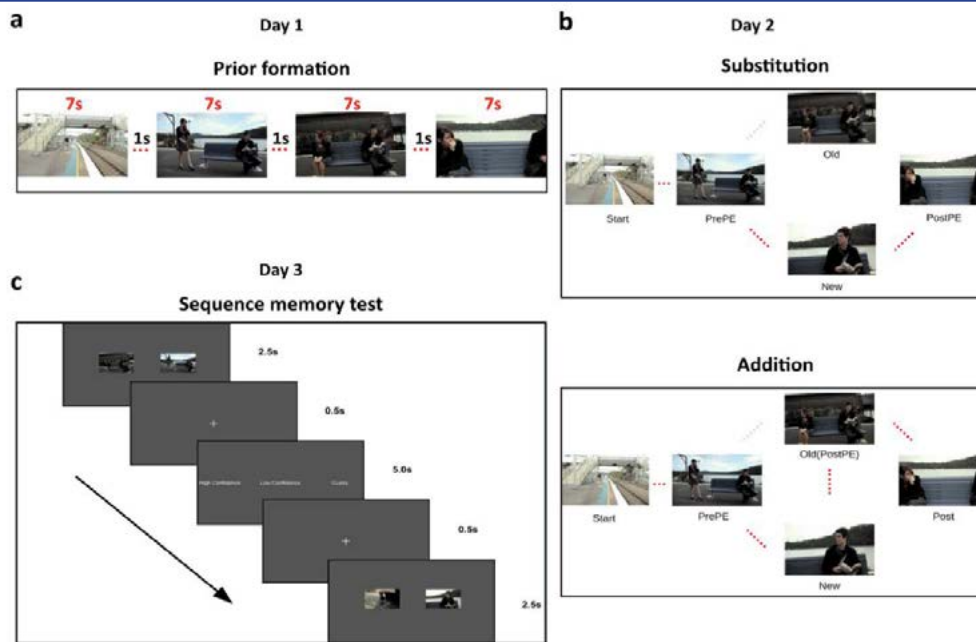 a
Day 1
Prior formation
7s 7s 7s 7s
1s 1s 1s
b
Day 2
Substitution
Old
Start PrePE PostPE
New
Day 3
c
Sequence memory test
2.5s
0.5s
High Confidence Low Confidence Guess
5.0s
0.5s
2.5s
Addition
Old(PostPE)
Start PrePE Post
New